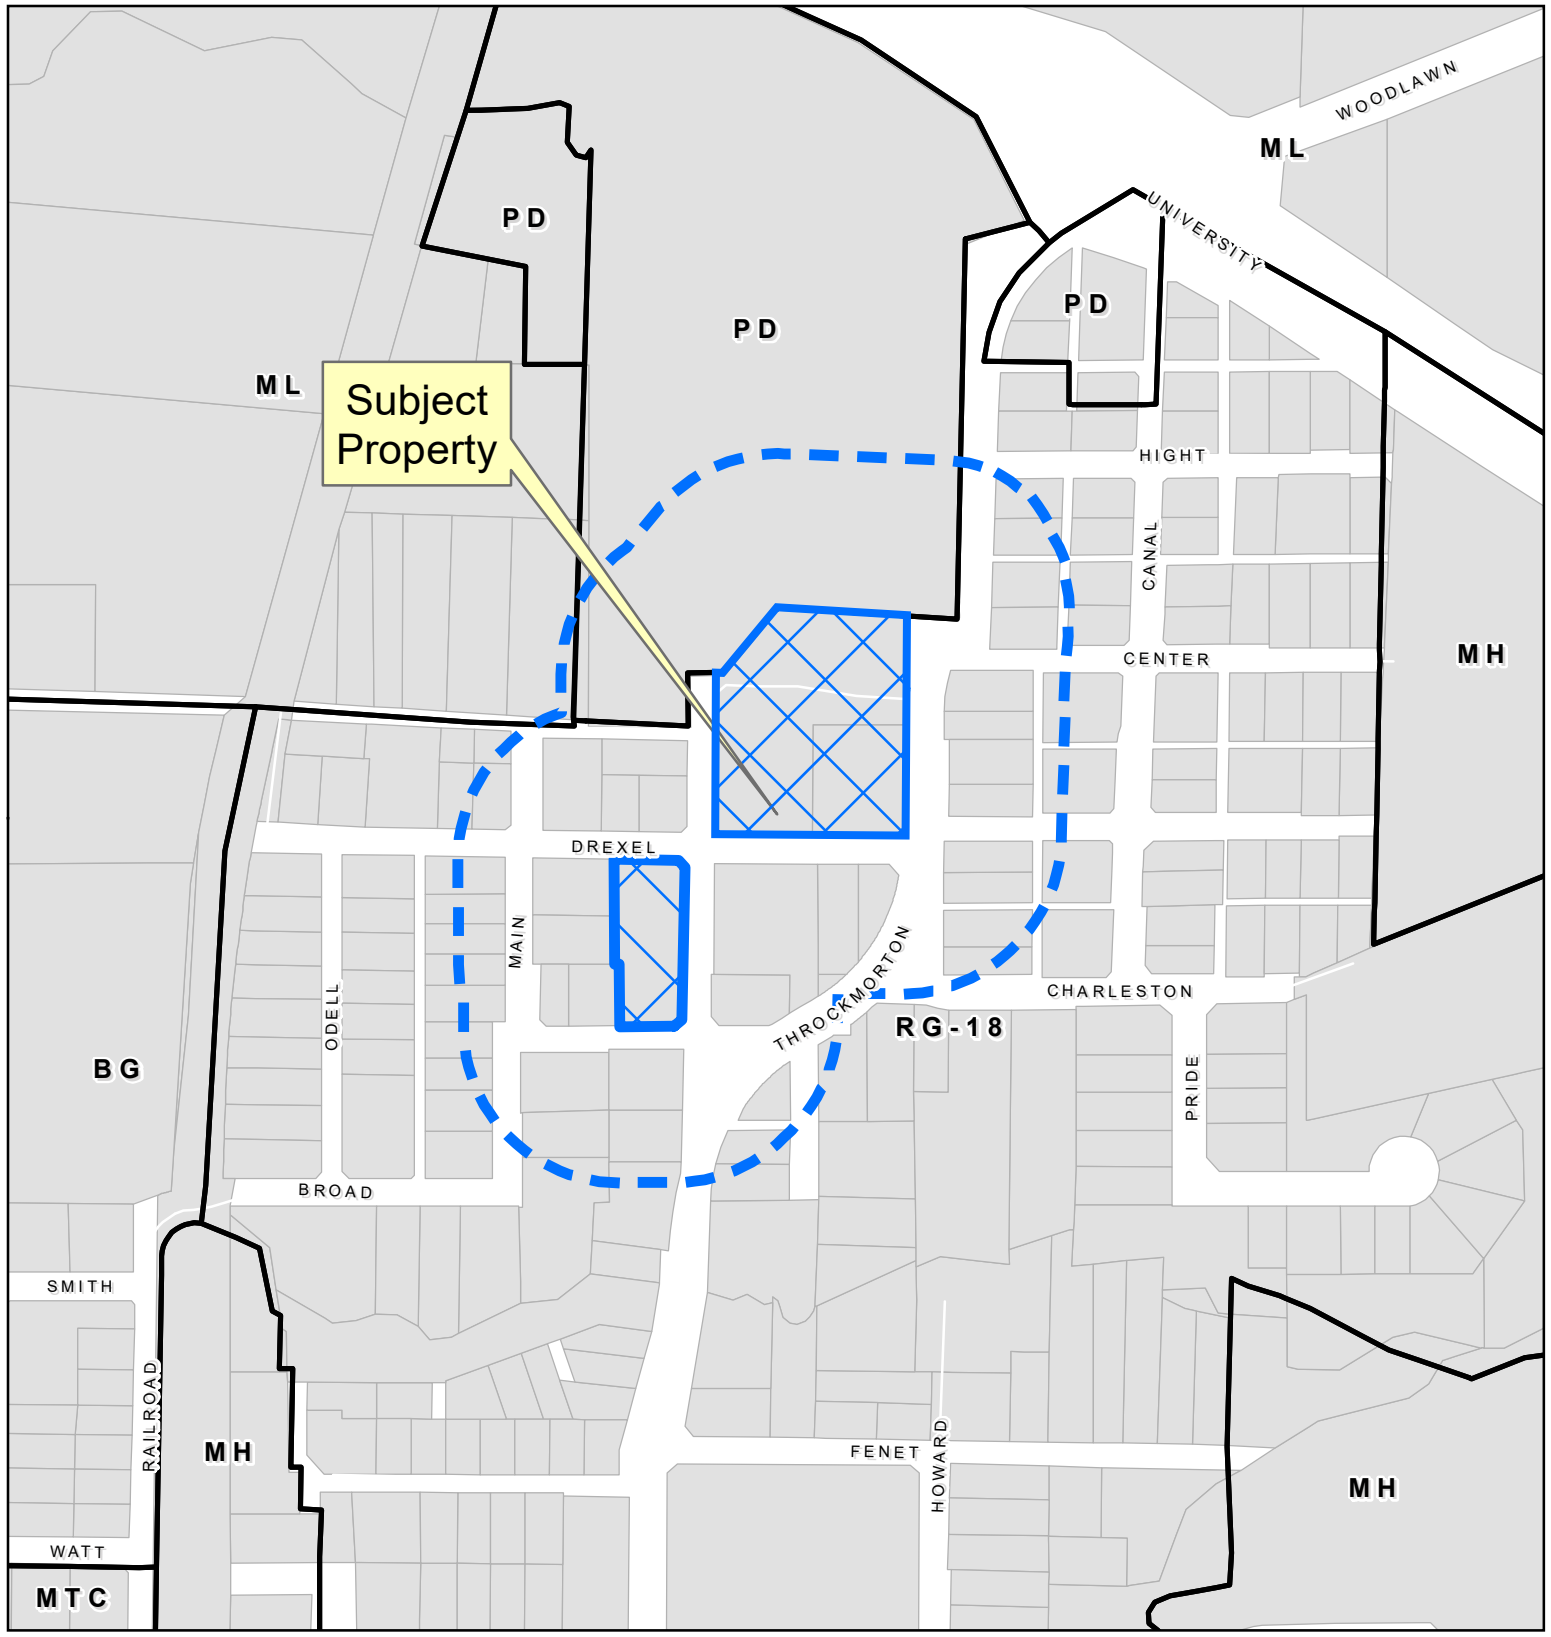 WOODLAWN
ML
PD
UNIVERSITY
PD
PD
ML
Subject
Property
HIGHT
CANAL
MH
CENTER
DREXEL
MAIN
THROCKMORTON
ODELL
CHARLESTON
RG-18
BG
PRIDE
BROAD
SMITH
RAILROAD
MH
FENET
HOWARD
MH
WATT
MTC